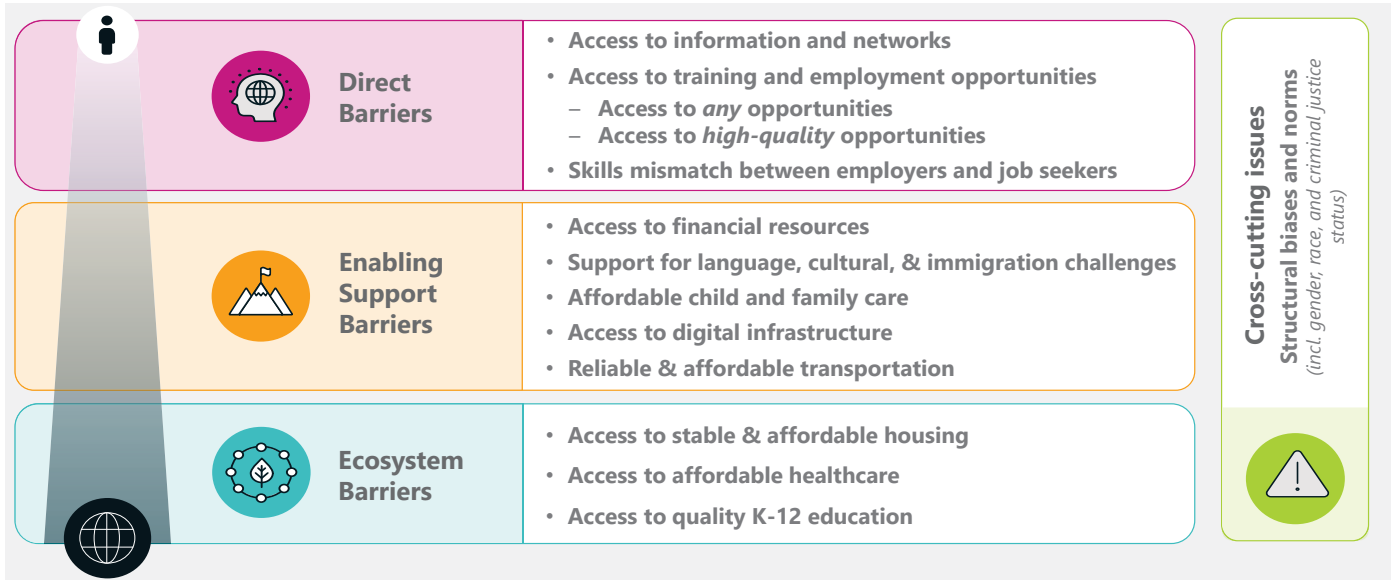 Direct
Barriers
• Access to information and networks
• Access to training and employment opportunities
– Access to any opportunities
– Access to high-quality opportunities
• Skills mismatch between employers and job seekers
Enabling
Support
Barriers
• Access to financial resources
• Support for language, cultural, & immigration challenges
• Affordable child and family care
• Access to digital infrastructure
• Reliable & affordable transportation
Ecosystem
Barriers
• Access to stable & affordable housing
• Access to affordable healthcare
• Access to quality K-12 education
Cross-cutting issues
Structural biases and norms
(incl. gender, race, and criminal justice
status)